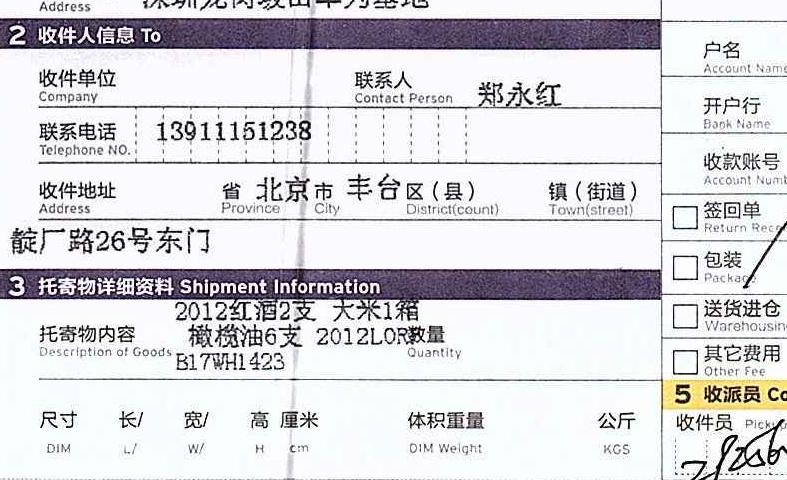 Address
2 收件人信息 To
收件单位 联系人 郑永红
Company Contact Person
联系电话 13911151238
Telephone NO.
收件地址 省 北京市 丰台区(县) 镇(街道)
Address Province City District(count) Town(street)
靛厂路26号东门
3 托寄物详细资料 Shipment Information
2012红酒2支 大米1箱
托寄物内容 橄榄油6支 数量
Description of Goods B17WH1423 Quantity
尺寸 长/ 宽/ 高 厘米 体积重量 公斤
DIM L/ W/ H cm DIM Weight KGS
户名
Account Name
开户行
Bank Name
收款账号
Account
签回单
Return
包装
送货进仓
Warehousing
其它费用
Other Fee
5 收派员
收件员